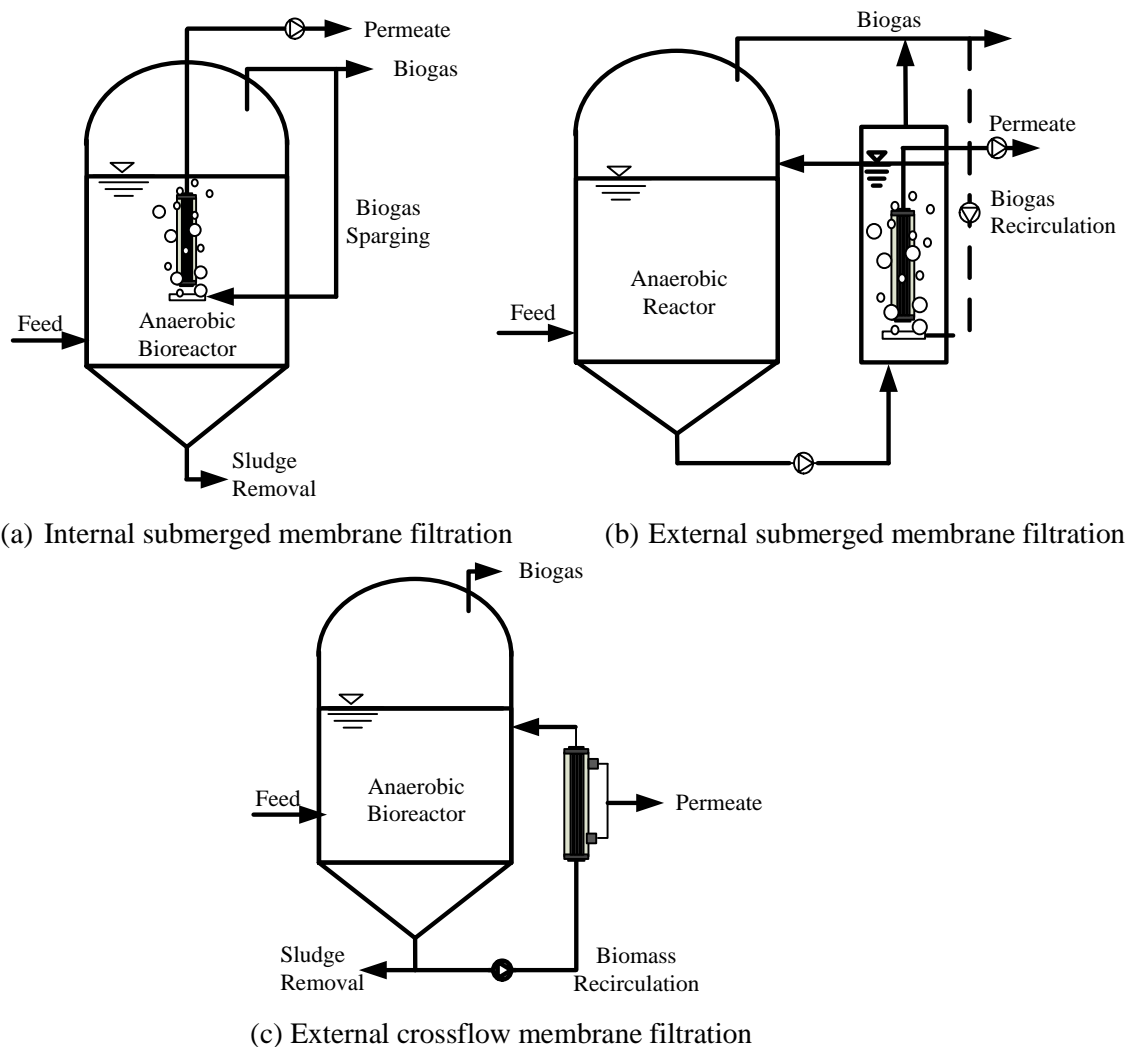 Permeate
Biogas
Biogas
Sparging
Feed
Anaerobic
Bioreactor
Sludge
Removal
(a) Internal submerged membrane filtration
Biogas
Permeate
Biogas
Recirculation
Anaerobic
Reactor
Feed
(b) External submerged membrane filtration
Biogas
Anaerobic
Bioreactor
Feed
Permeate
Sludge
Removal
Biomass
Recirculation
(c) External crossflow membrane filtration